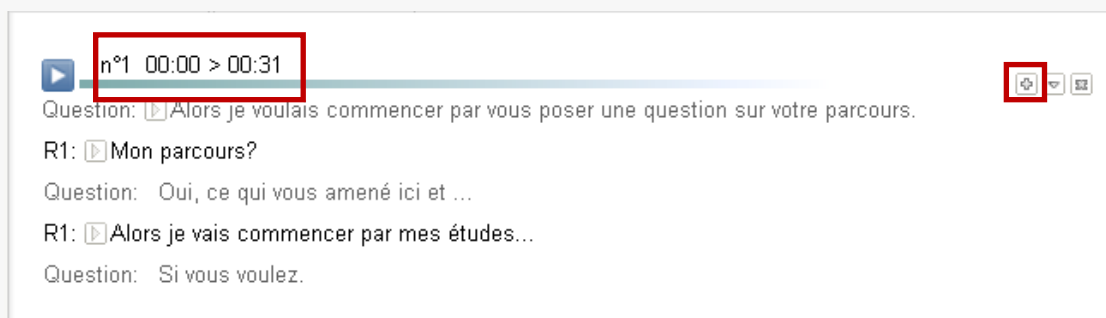 n°1 00:00 > 00:31
Question: Alors je voulais commencer par vous poser une question sur votre parcours.
R1: Mon parcours?
Question: Oui, ce qui vous amené ici et ...
R1: Alors je vais commencer par mes études...
Question: Si vous voulez.